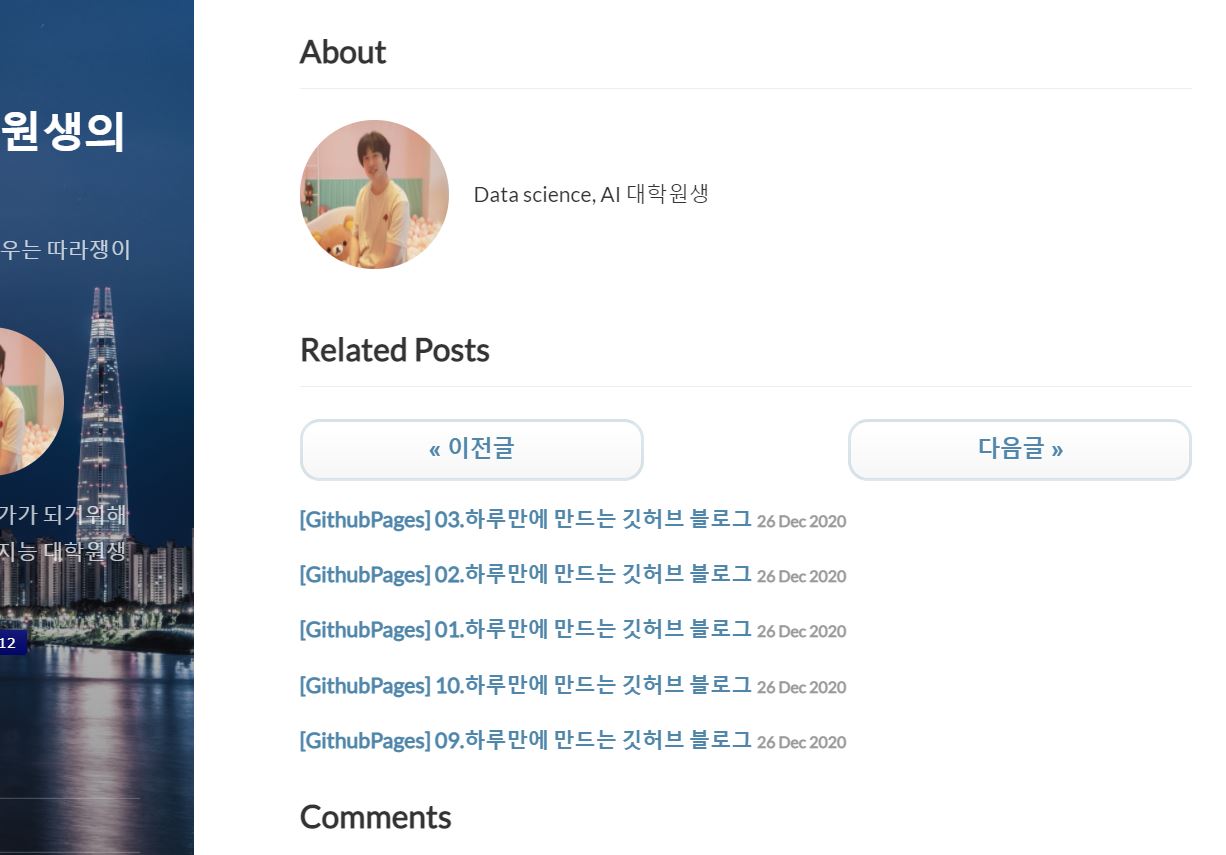 원생의
우는 따라쟁이
가가 되기위해
지능 대학원생
12
About
Data science, AI 대학원생
Related Posts
« 이전글
다음글 »
[GithubPages] 03.하루만에 만드는 깃허브 블로그 26 Dec 2020
[GithubPages] 02.하루만에 만드는 깃허브 블로그 26 Dec 2020
[GithubPages] 01.하루만에 만드는 깃허브 블로그 26 Dec 2020
[GithubPages] 10.하루만에 만드는 깃허브 블로그 26 Dec 2020
[GithubPages] 09.하루만에 만드는 깃허브 블로그 26 Dec 2020
Comments